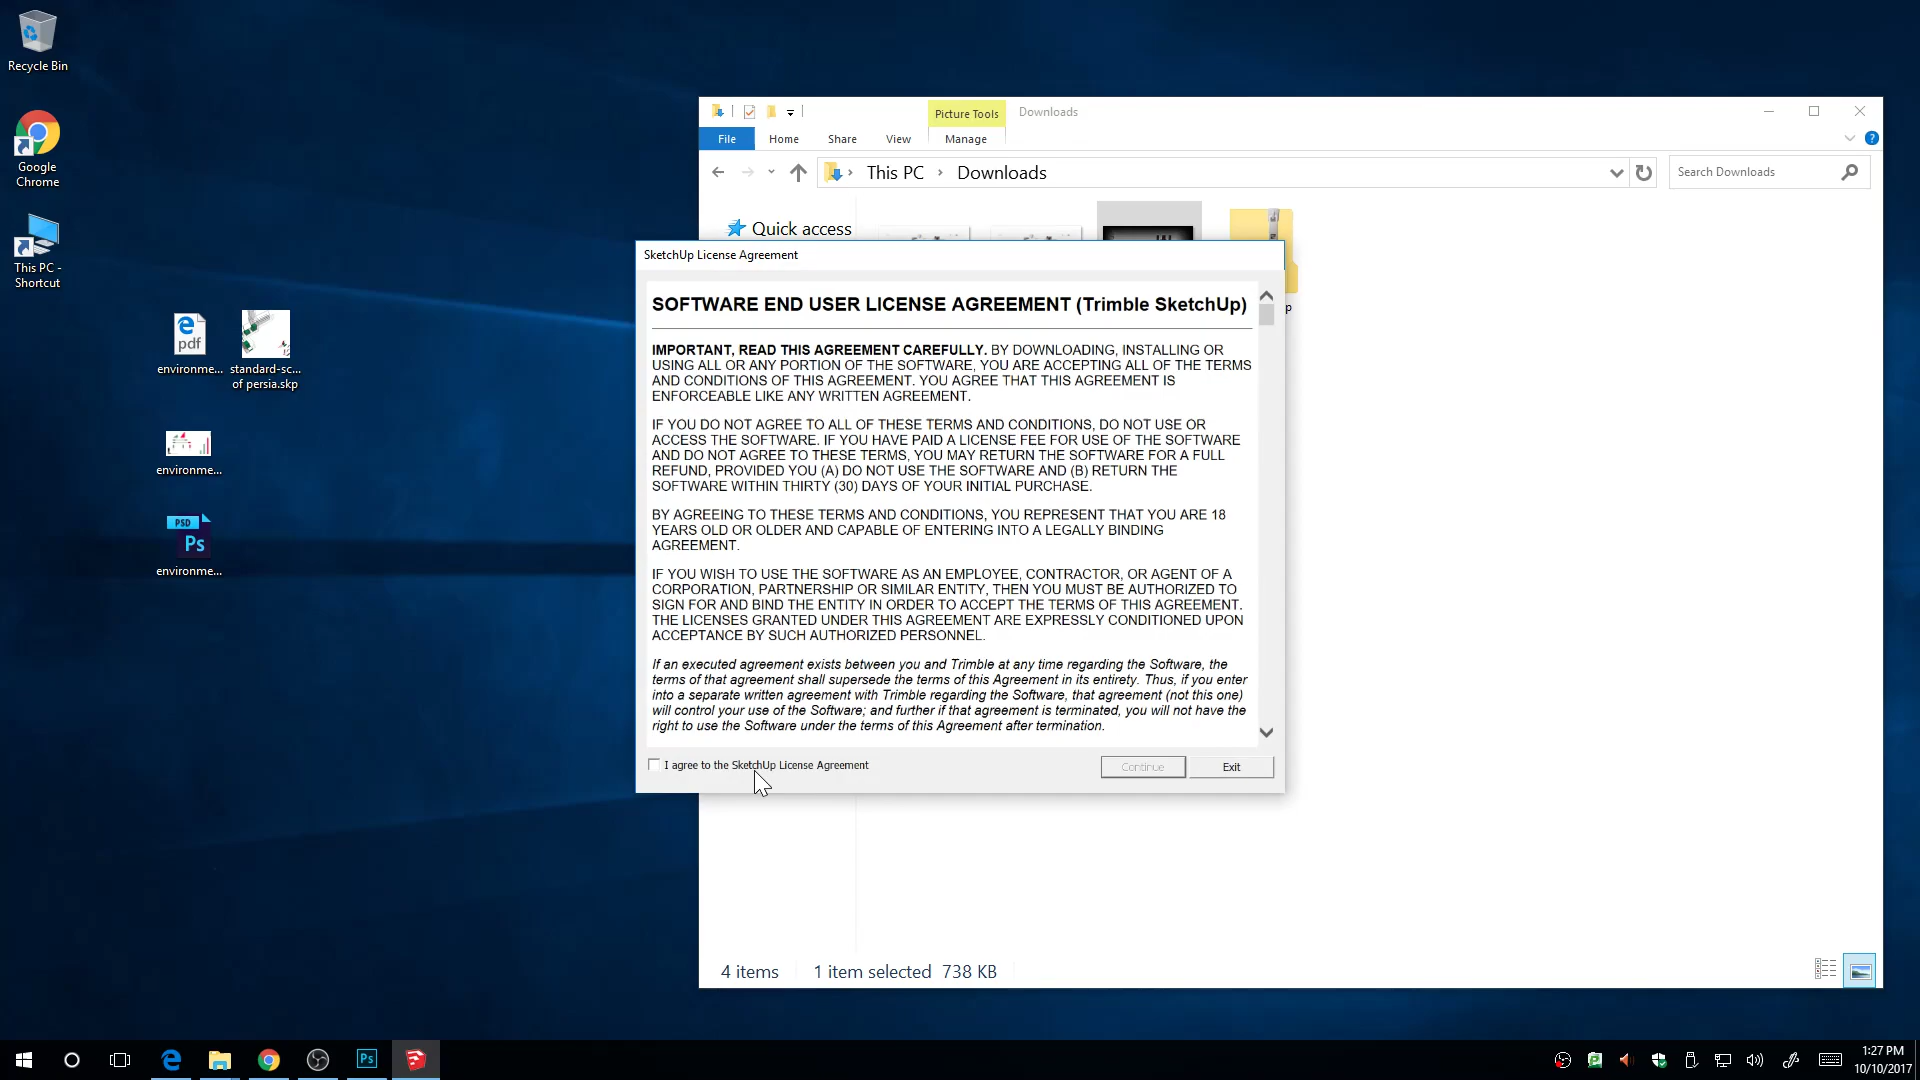 Recycle Bin
Google
Chrome
This PC -
Shortcut
pdf
environme...
standard-sc...
of persia.skp
environme...
PSD
Ps
environme...
Picture Tools
Downloads
File
Home
Share
View
Manage
This PC
Downloads
Search Downloads
Quick access
p
SketchUp License Agreement
SOFTWARE END USER LICENSE AGREEMENT (Trimble SketchUp)
IMPORTANT, READ THIS AGREEMENT CAREFULLY. BY DOWNLOADING, INSTALLING OR
USING ALL OR ANY PORTION OF THE SOFTWARE, YOU ARE ACCEPTING ALL OF THE TERMS
AND CONDITIONS OF THIS AGREEMENT. YOU AGREE THAT THIS AGREEMENT IS
ENFORCEABLE LIKE ANY WRITTEN AGREEMENT.
IF YOU DO NOT AGREE TO ALL OF THESE TERMS AND CONDITIONS, DO NOT USE OR
ACCESS THE SOFTWARE. IF YOU HAVE PAID A LICENSE FEE FOR USE OF THE SOFTWARE
AND DO NOT AGREE TO THESE TERMS, YOU MAY RETURN THE SOFTWARE FOR A FULL
REFUND, PROVIDED YOU (A) DO NOT USE THE SOFTWARE AND (B) RETURN THE
SOFTWARE WITHIN THIRTY (30) DAYS OF YOUR INITIAL PURCHASE.
BY AGREEING TO THESE TERMS AND CONDITIONS, YOU REPRESENT THAT YOU ARE 18
YEARS OLD OR OLDER AND CAPABLE OF ENTERING INTO A LEGALLY BINDING
AGREEMENT.
IF YOU WISH TO USE THE SOFTWARE AS AN EMPLOYEE, CONTRACTOR, OR AGENT OF A
CORPORATION, PARTNERSHIP OR SIMILAR ENTITY, THEN YOU MUST BE AUTHORIZED TO
SIGN FOR AND BIND THE ENTITY IN ORDER TO ACCEPT THE TERMS OF THIS AGREEMENT.
THE LICENSES GRANTED UNDER THIS AGREEMENT ARE EXPRESSLY CONDITIONED UPON
ACCEPTANCE BY SUCH AUTHORIZED PERSONNEL.
If an executed agreement exists between you and Trimble at any time regarding the Software, the
terms of that agreement shall supersede the terms of this Agreement in its entirety. Thus, if you enter
into a separate written agreement with Trimble regarding the Software, that agreement (not this one)
will control your use of the Software; and further if that agreement is terminated, you will not have the
right to use the Software under the terms of this Agreement after termination.
I agree to the SketchUp License Agreement
Continue
Exit
4 items
1 item selected 738 KB
Ps
1:27 PM
10/10/2017